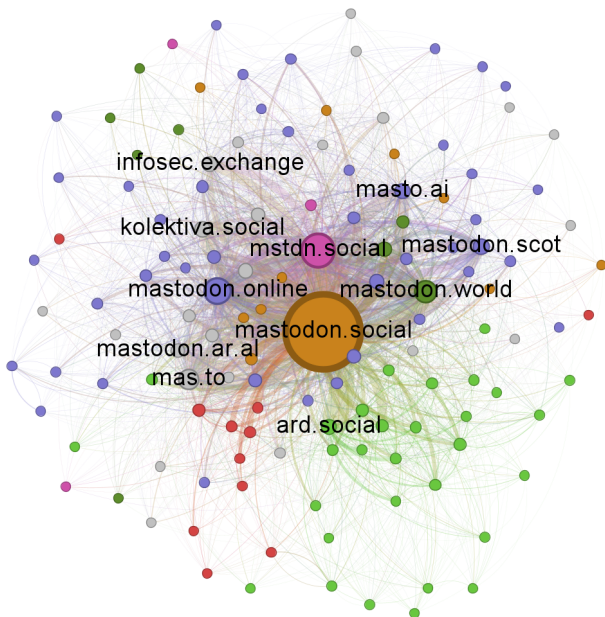 infosec.exchange
masto.ai
kolektiva.social
mstdn.social
mastodon.scot
mastodon.online
mastodon.world
mastodon.social
mastodon.ar.al
mas.to
ard.social